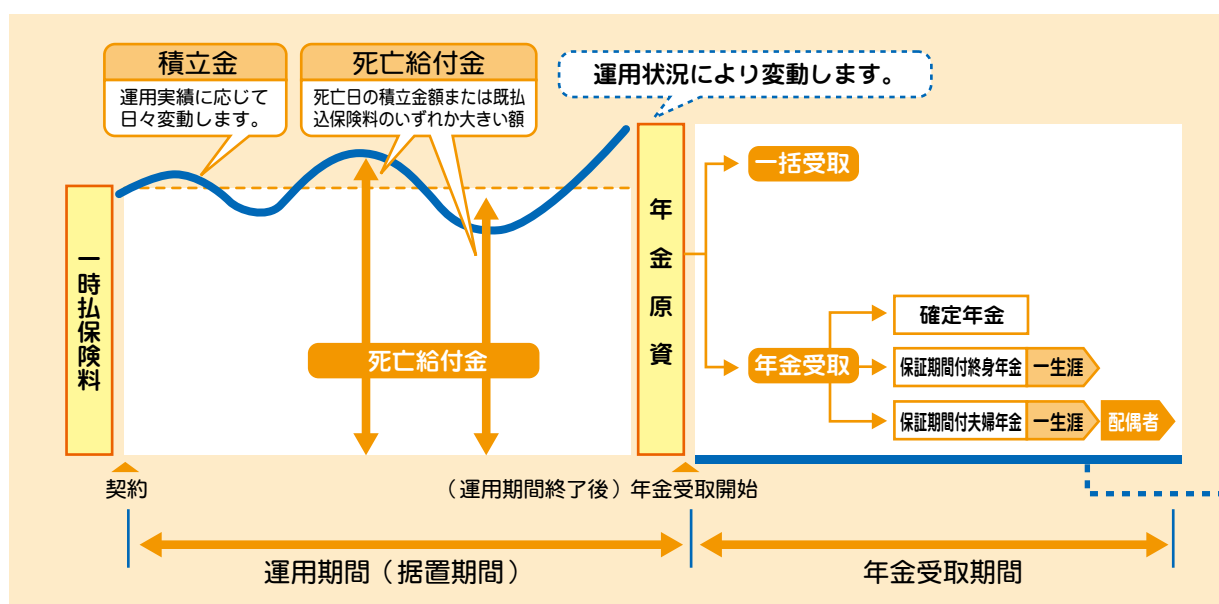 積立金
運用実績に応じて
日々変動します。
死亡給付金
死亡日の積立金額または既払
込保険料のいずれか大きい額
運用状況により変動します。
一時払保険料
死亡給付金
年金原資
一括受取
年金受取
確定年金
保証期間付終身年金 一生涯
保証期間付夫婦年金 一生涯 配偶者
契約
（運用期間終了後）年金受取開始
運用期間（据置期間）
年金受取期間